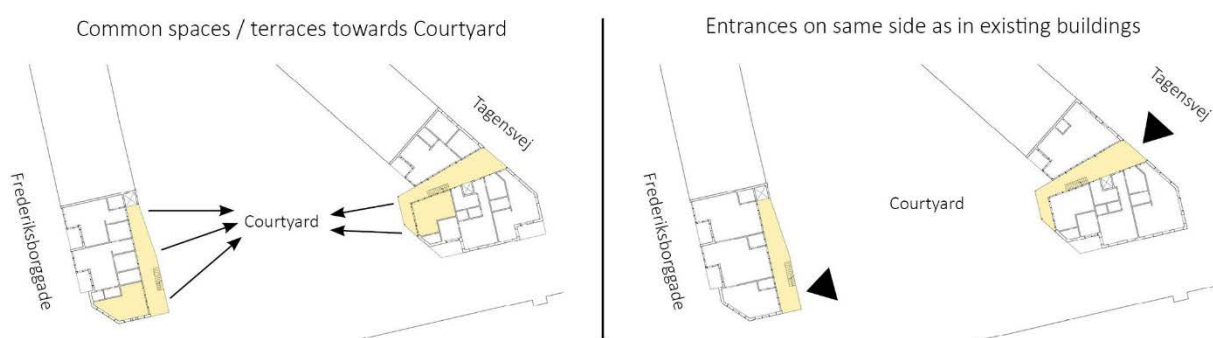 Common spaces / terraces towards Courtyard
Tagensvej
Frederiksborggade
Courtyard
Entrances on same side as in existing buildings
Tagensvej
Frederiksborggade
Courtyard